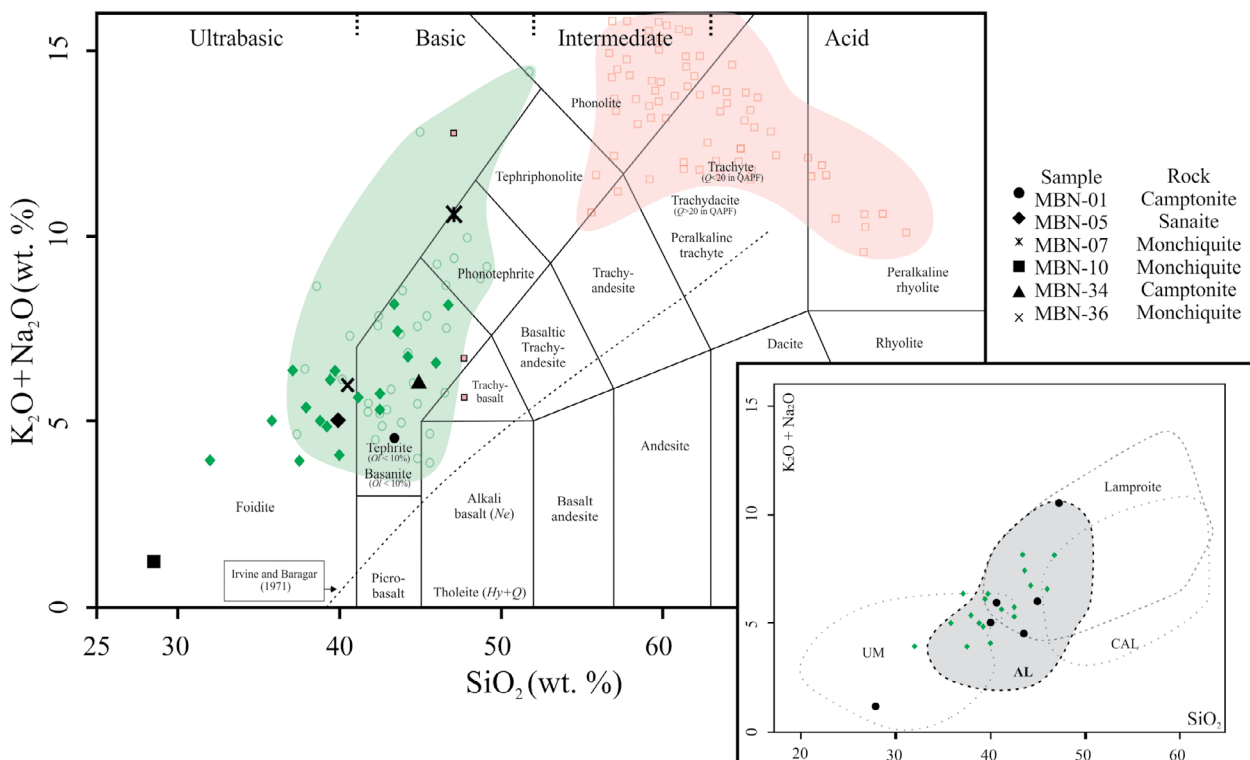 Ultrabasic
Basic
Intermediate
Acid
15
10
5
0
K2O + Na2O (wt. %)
25
30
40
50
60
SiO2 (wt. %)
Phonolite
Tephriphonolite
Trachyte
(Q<20 in QAPF)
Trachydacite
(Q>20 in QAPF)
Peralkaline
trachyte
Phonotephrite
Trachy-
andesite
Peralkaline
rhyolite
Basaltic
Trachy-
andesite
Dacite
Rhyolite
Trachy-
basalt
Tephrite
(Ol < 10%)
Basanite
(Ol < 10%)
Andesite
Foidite
Alkali
basalt (Ne)
Basalt
andesite
Irvine and Baragar
(1971)
Picro-
basalt
Tholeite (Hy+Q)
Sample Rock
MBN-01 Camptonite
MBN-05 Sanaite
MBN-07 Monchiquite
MBN-10 Monchiquite
MBN-34 Camptonite
MBN-36 Monchiquite
K2O + Na2O
15
10
5
0
Lamproite
UM
CAL
AL
SiO2
20
30
40
50
60